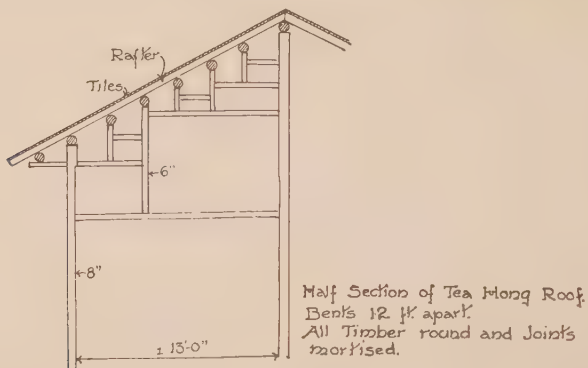 Rafter
Tiles
6"
8"
13'-0"
Half Section of Tea Hong Roof.
Bents 12 ft apart.
All Timber round and Joints
mortised.